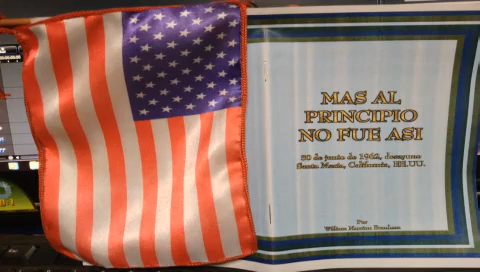 MAS AL
PRINCIPIO
NO FUE ASI
30 de junio de 1962, desayuno
Santa María, California, EE.UU.
Por
William Marrion Branham